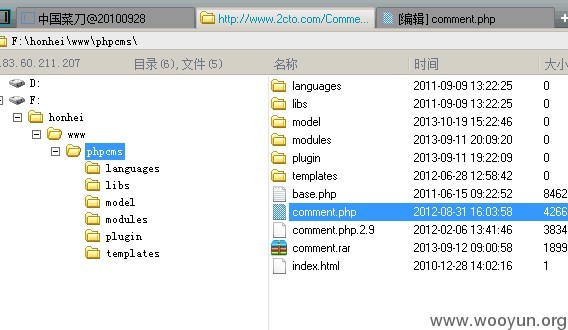 中国菜刀@20100928
http://www.2cto.com/Comme...
[编辑] comment.php
F:\honhei\www\phpcms\
83.60.211.207
目录(6),文件(5)
名称 时间 大小
D:
F:
honhei
www
phpcms
languages
libs
model
modules
plugin
templates
languages 2011-09-09 13:22:25 0
libs 2011-09-09 13:22:25 0
model 2013-10-19 15:22:46 0
modules 2013-09-11 20:09:20 0
plugin 2013-09-11 19:22:09 0
templates 2012-06-28 12:58:42 0
base.php 2011-06-15 09:22:52 8462
comment.php 2012-08-31 16:03:58 4266
comment.php.2.9 2012-02-06 13:41:46 3834
comment.rar 2013-09-12 09:00:58 1899
index.html 2010-12-28 14:02:16 1
www.wooyun.org